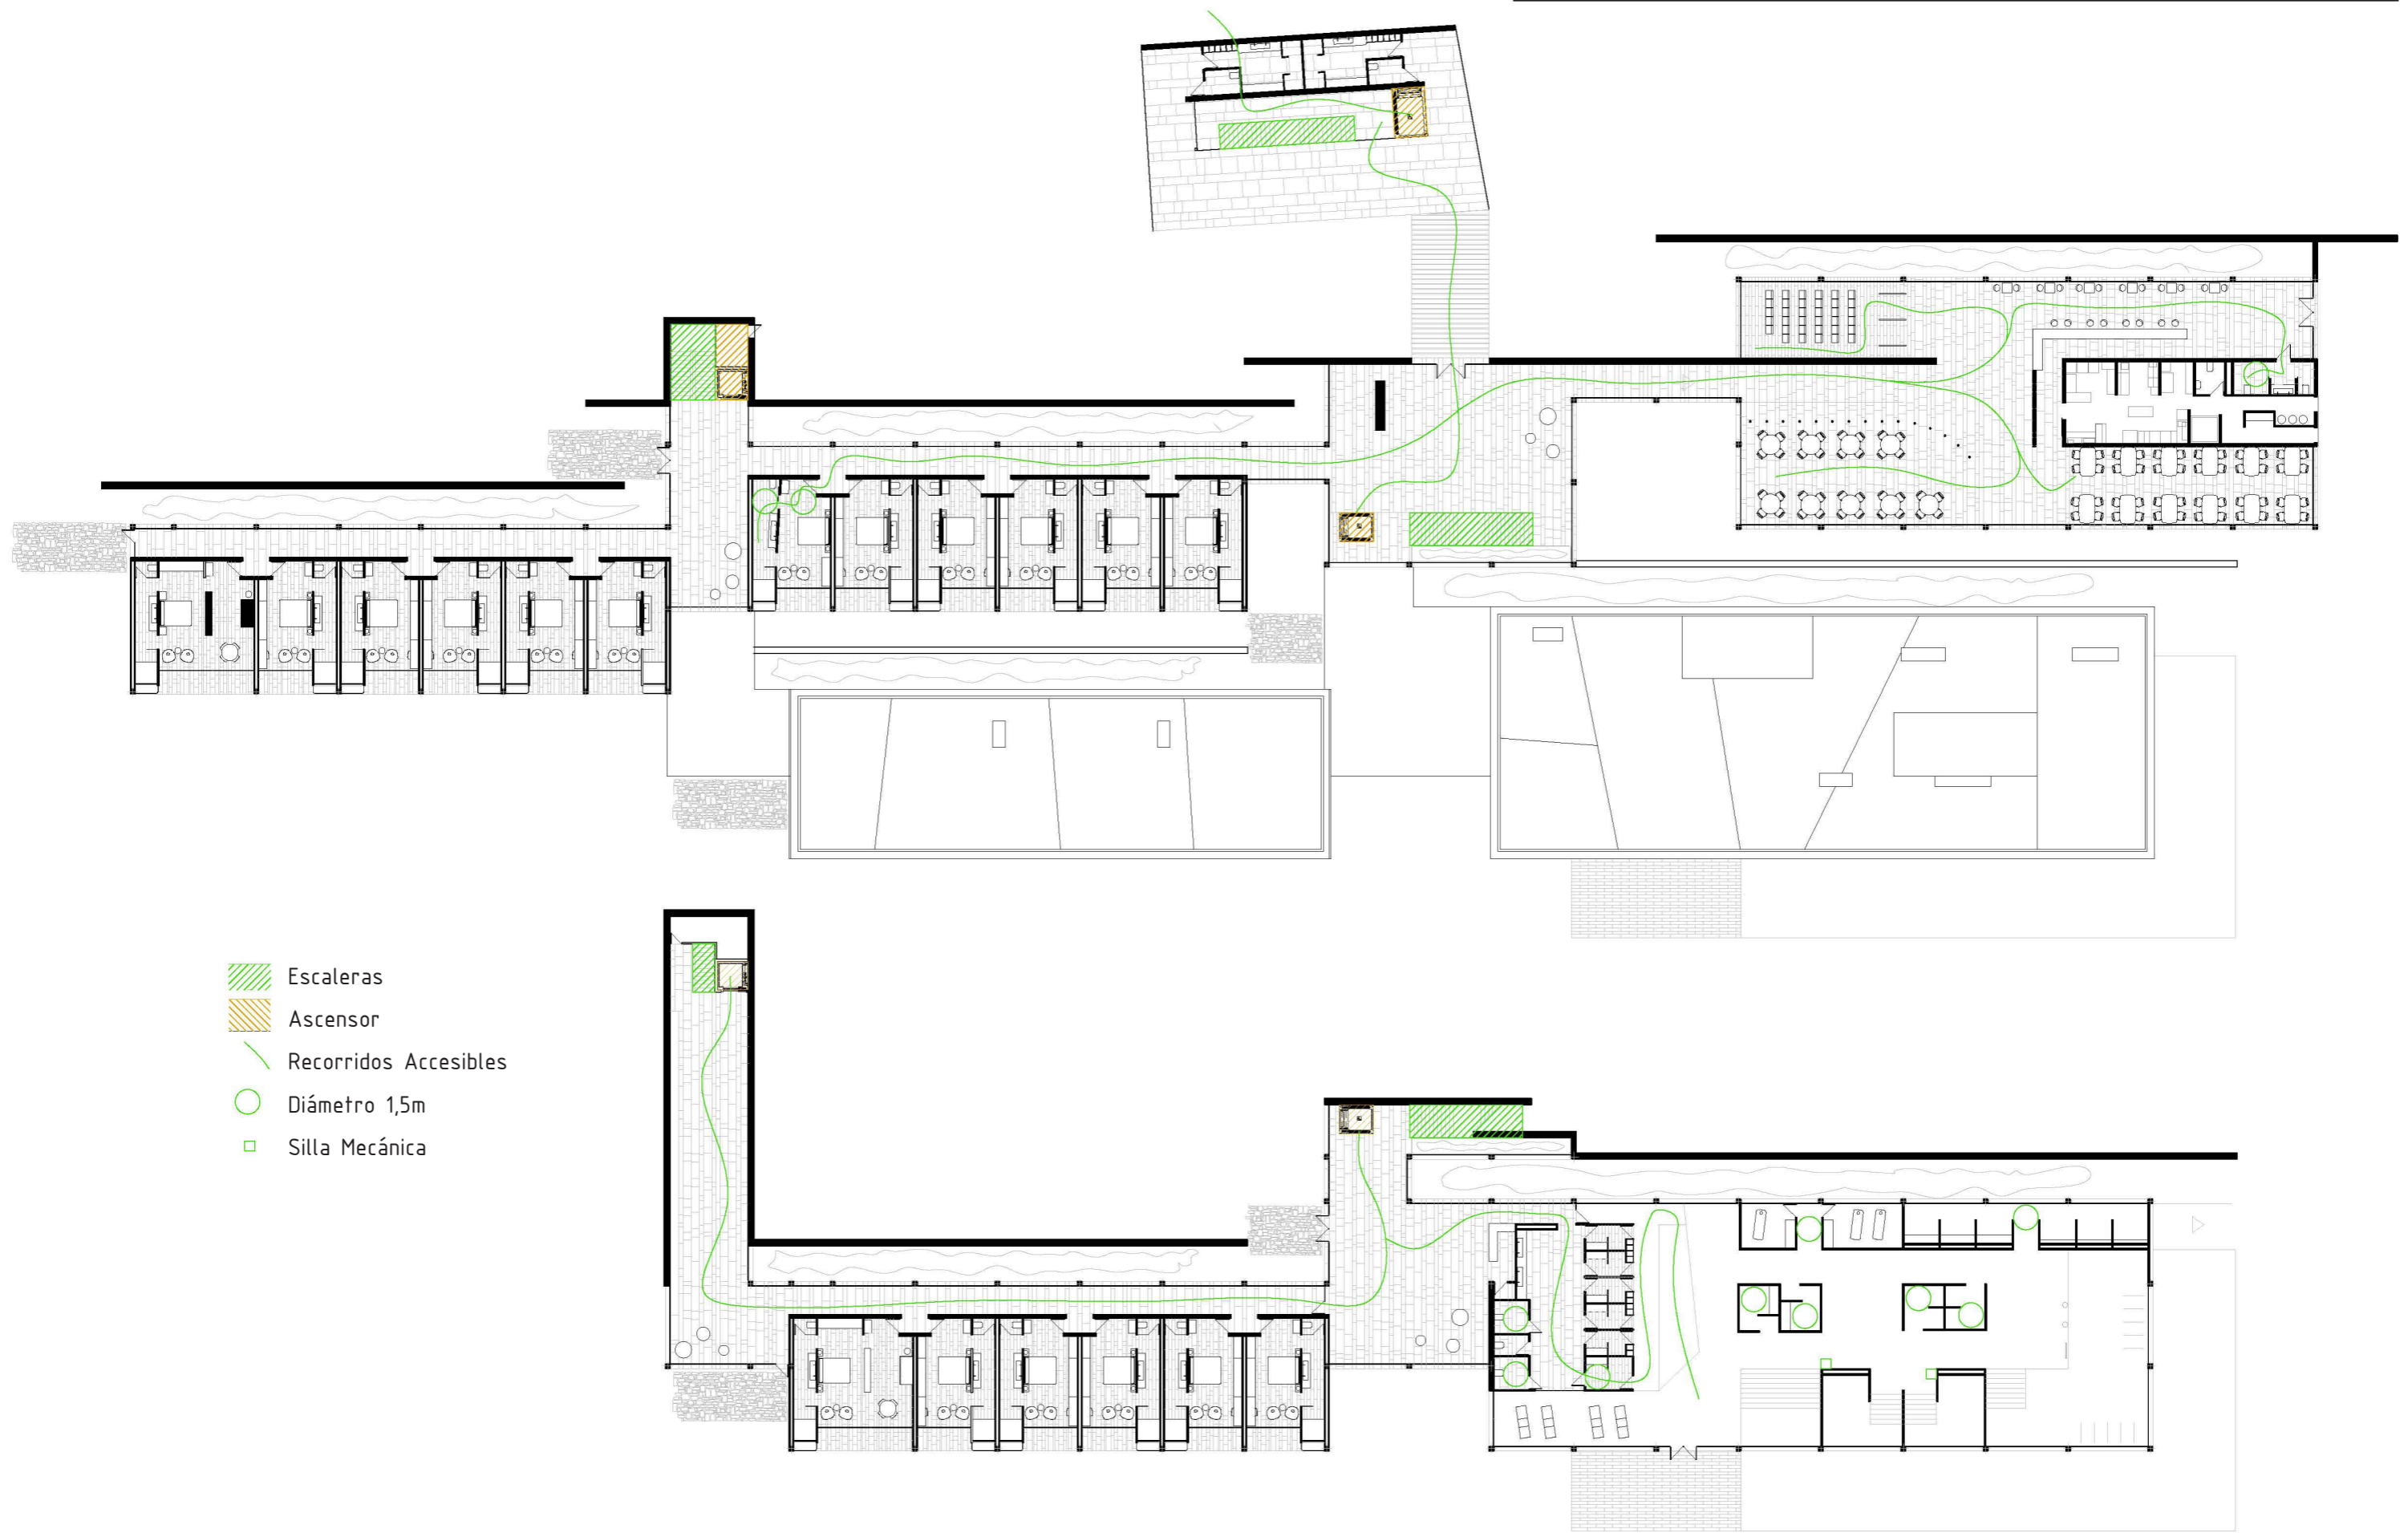 Escaleras
Ascensor
Recorridos Accesibles
Diámetro 1,5m
Silla Mecánica